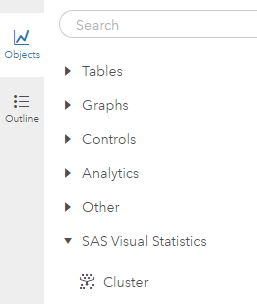 Search
Objects
Tables
Graphs
Outline
Controls
Analytics
Other
SAS Visual Statistics
Cluster